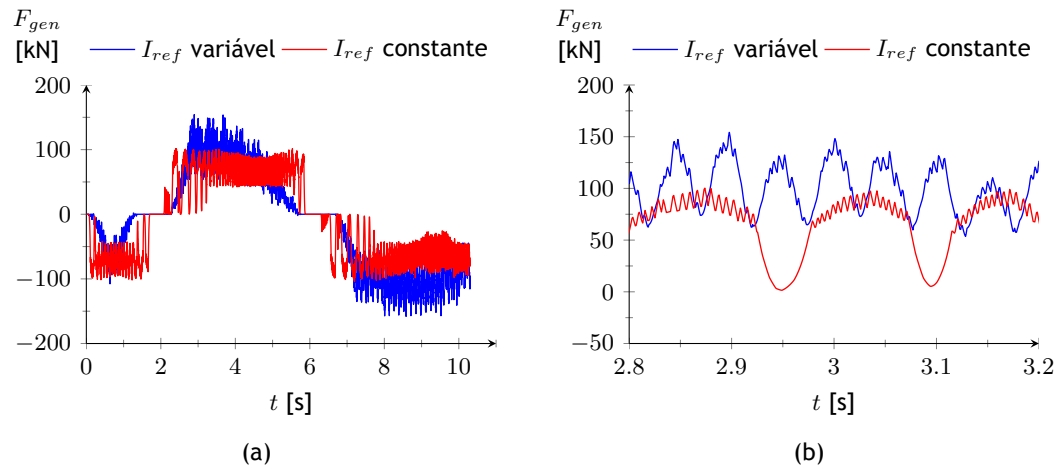 F_gen
[kN]
I_ref variável I_ref constante
200
100
0
−100
−200
0 2 4 6 8 10
t [s]
(a)
F_gen
[kN]
I_ref variável I_ref constante
200
150
100
50
0
−50
2.8 2.9 3 3.1 3.2
t [s]
(b)